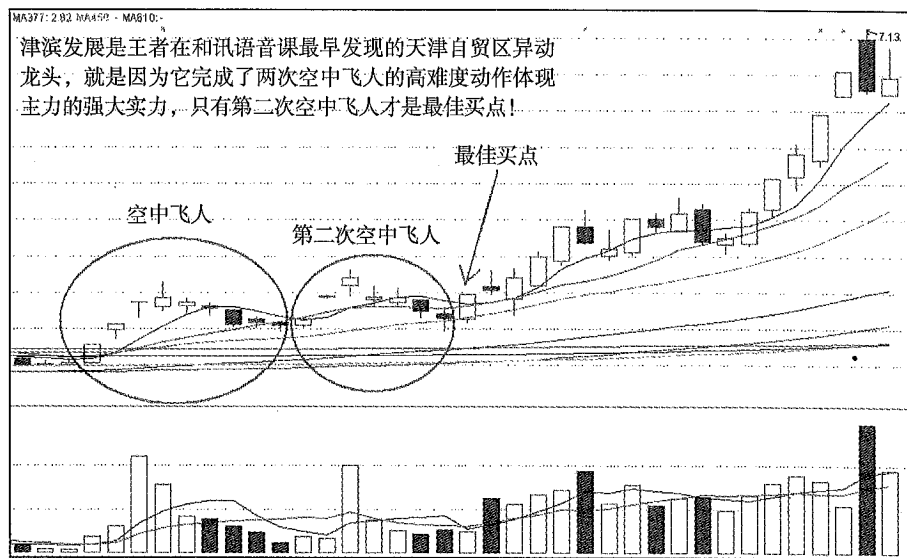 MA377: 2.92 MA450 - MA610:-
津滨发展是王者在和讯语音课最早发现的天津自贸区异动
龙头，就是因为它完成了两次空中飞人的高难度动作体现
主力的强大实力，只有第二次空中飞人才是最佳买点！
7.13
最佳买点
空中飞人
第二次空中飞人